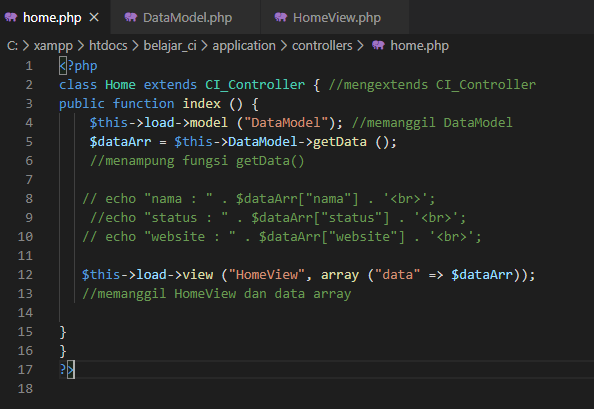 home.php ×
DataModel.php
HomeView.php
C: > xampp > htdocs > belajar_ci > application > controllers > home.php
1 <?php
2 class Home extends CI_Controller { //mengextends CI_Controller
3 public function index () {
4 $this->load->model ("DataModel"); //memanggil DataModel
5 $dataArr = $this->DataModel->getData ();
6 //menampung fungsi getData()
7
8 // echo "nama : " . $dataArr["nama"] . '<br>';
9 //echo "status : " . $dataArr["status"] . '<br>';
10 // echo "website : " . $dataArr["website"] . '<br>';
11
12 $this->load->view ("HomeView", array ("data" => $dataArr));
13 //memanggil HomeView dan data array
14
15 }
16 }
17 ?>
18